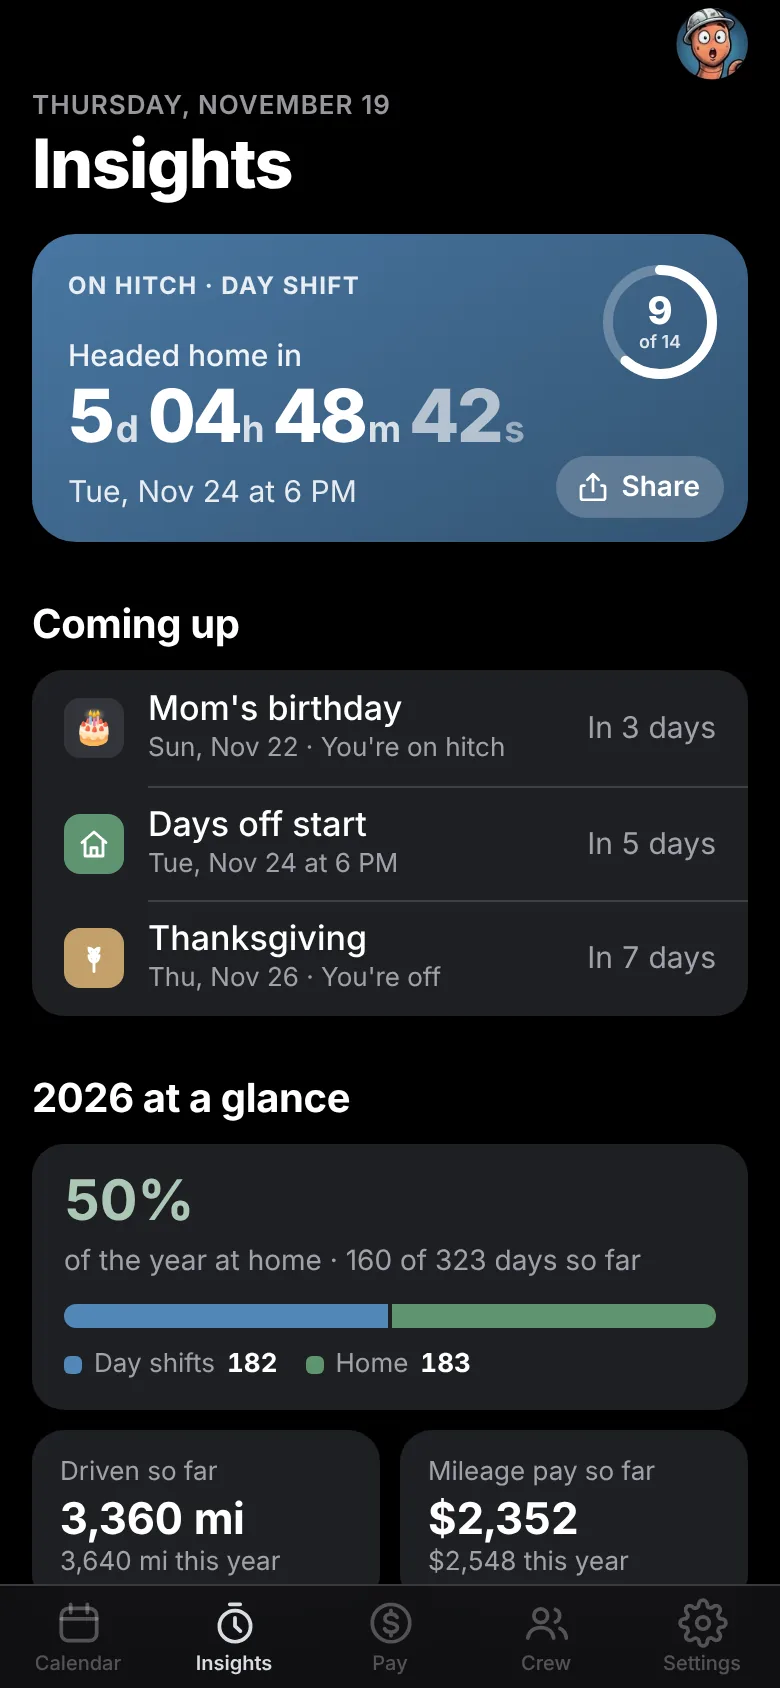 THURSDAY, NOVEMBER 19
Insights
ON HITCH · DAY SHIFT
9
of 14
Headed home in
5d 04h 48m 42s
Tue, Nov 24 at 6 PM
Share
Coming up
Mom's birthday
Sun, Nov 22 · You're on hitch
In 3 days
Days off start
Tue, Nov 24 at 6 PM
In 5 days
Thanksgiving
Thu, Nov 26 · You're off
In 7 days
2026 at a glance
50%
of the year at home · 160 of 323 days so far
Day shifts 182 Home 183
Driven so far
3,360 mi
3,640 mi this year
Mileage pay so far
$2,352
$2,548 this year
Calendar Insights Pay Crew Settings